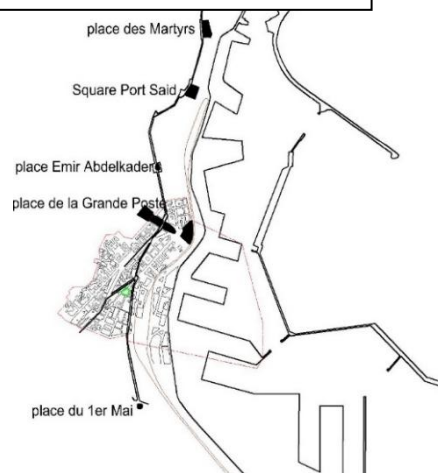 place des Martyrs
Square Port Said
place Emir Abdelkader
place de la Grande Poste
place du 1er Mai